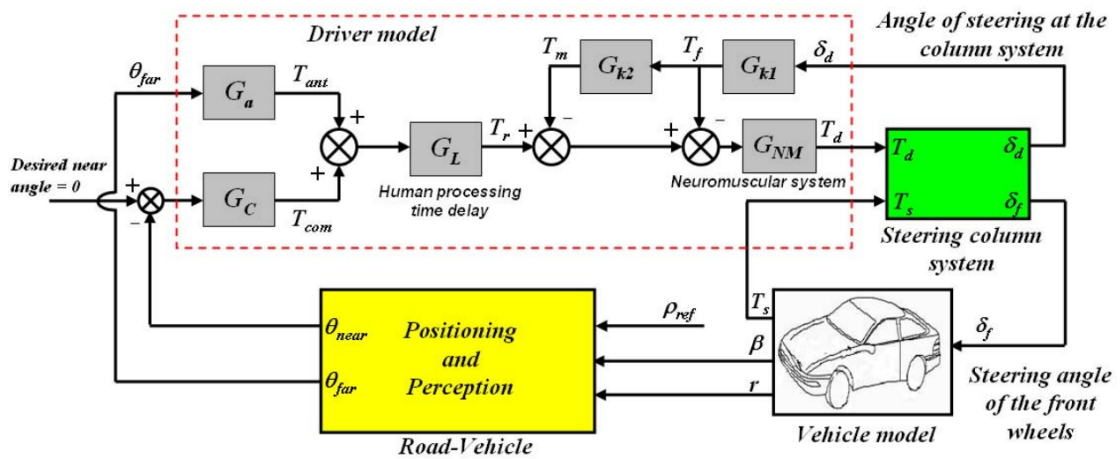 Driver model
Angle of steering at the
column system
θfar
Ga
Tant
Tm
Gk2
Tf
Gk1
δd
+
−
−
GL
Tr
+
+
GNM
Td
Td
δd
Human processing
time delay
Neuromuscular system
Desired near
angle = 0
+
−
GC
+
Tcom
Ts
δf
Steering column
system
θnear
θfar
Positioning
and
Perception
ρref
β
r
Ts
δf
Steering angle
of the front
wheels
Road-Vehicle
Vehicle model